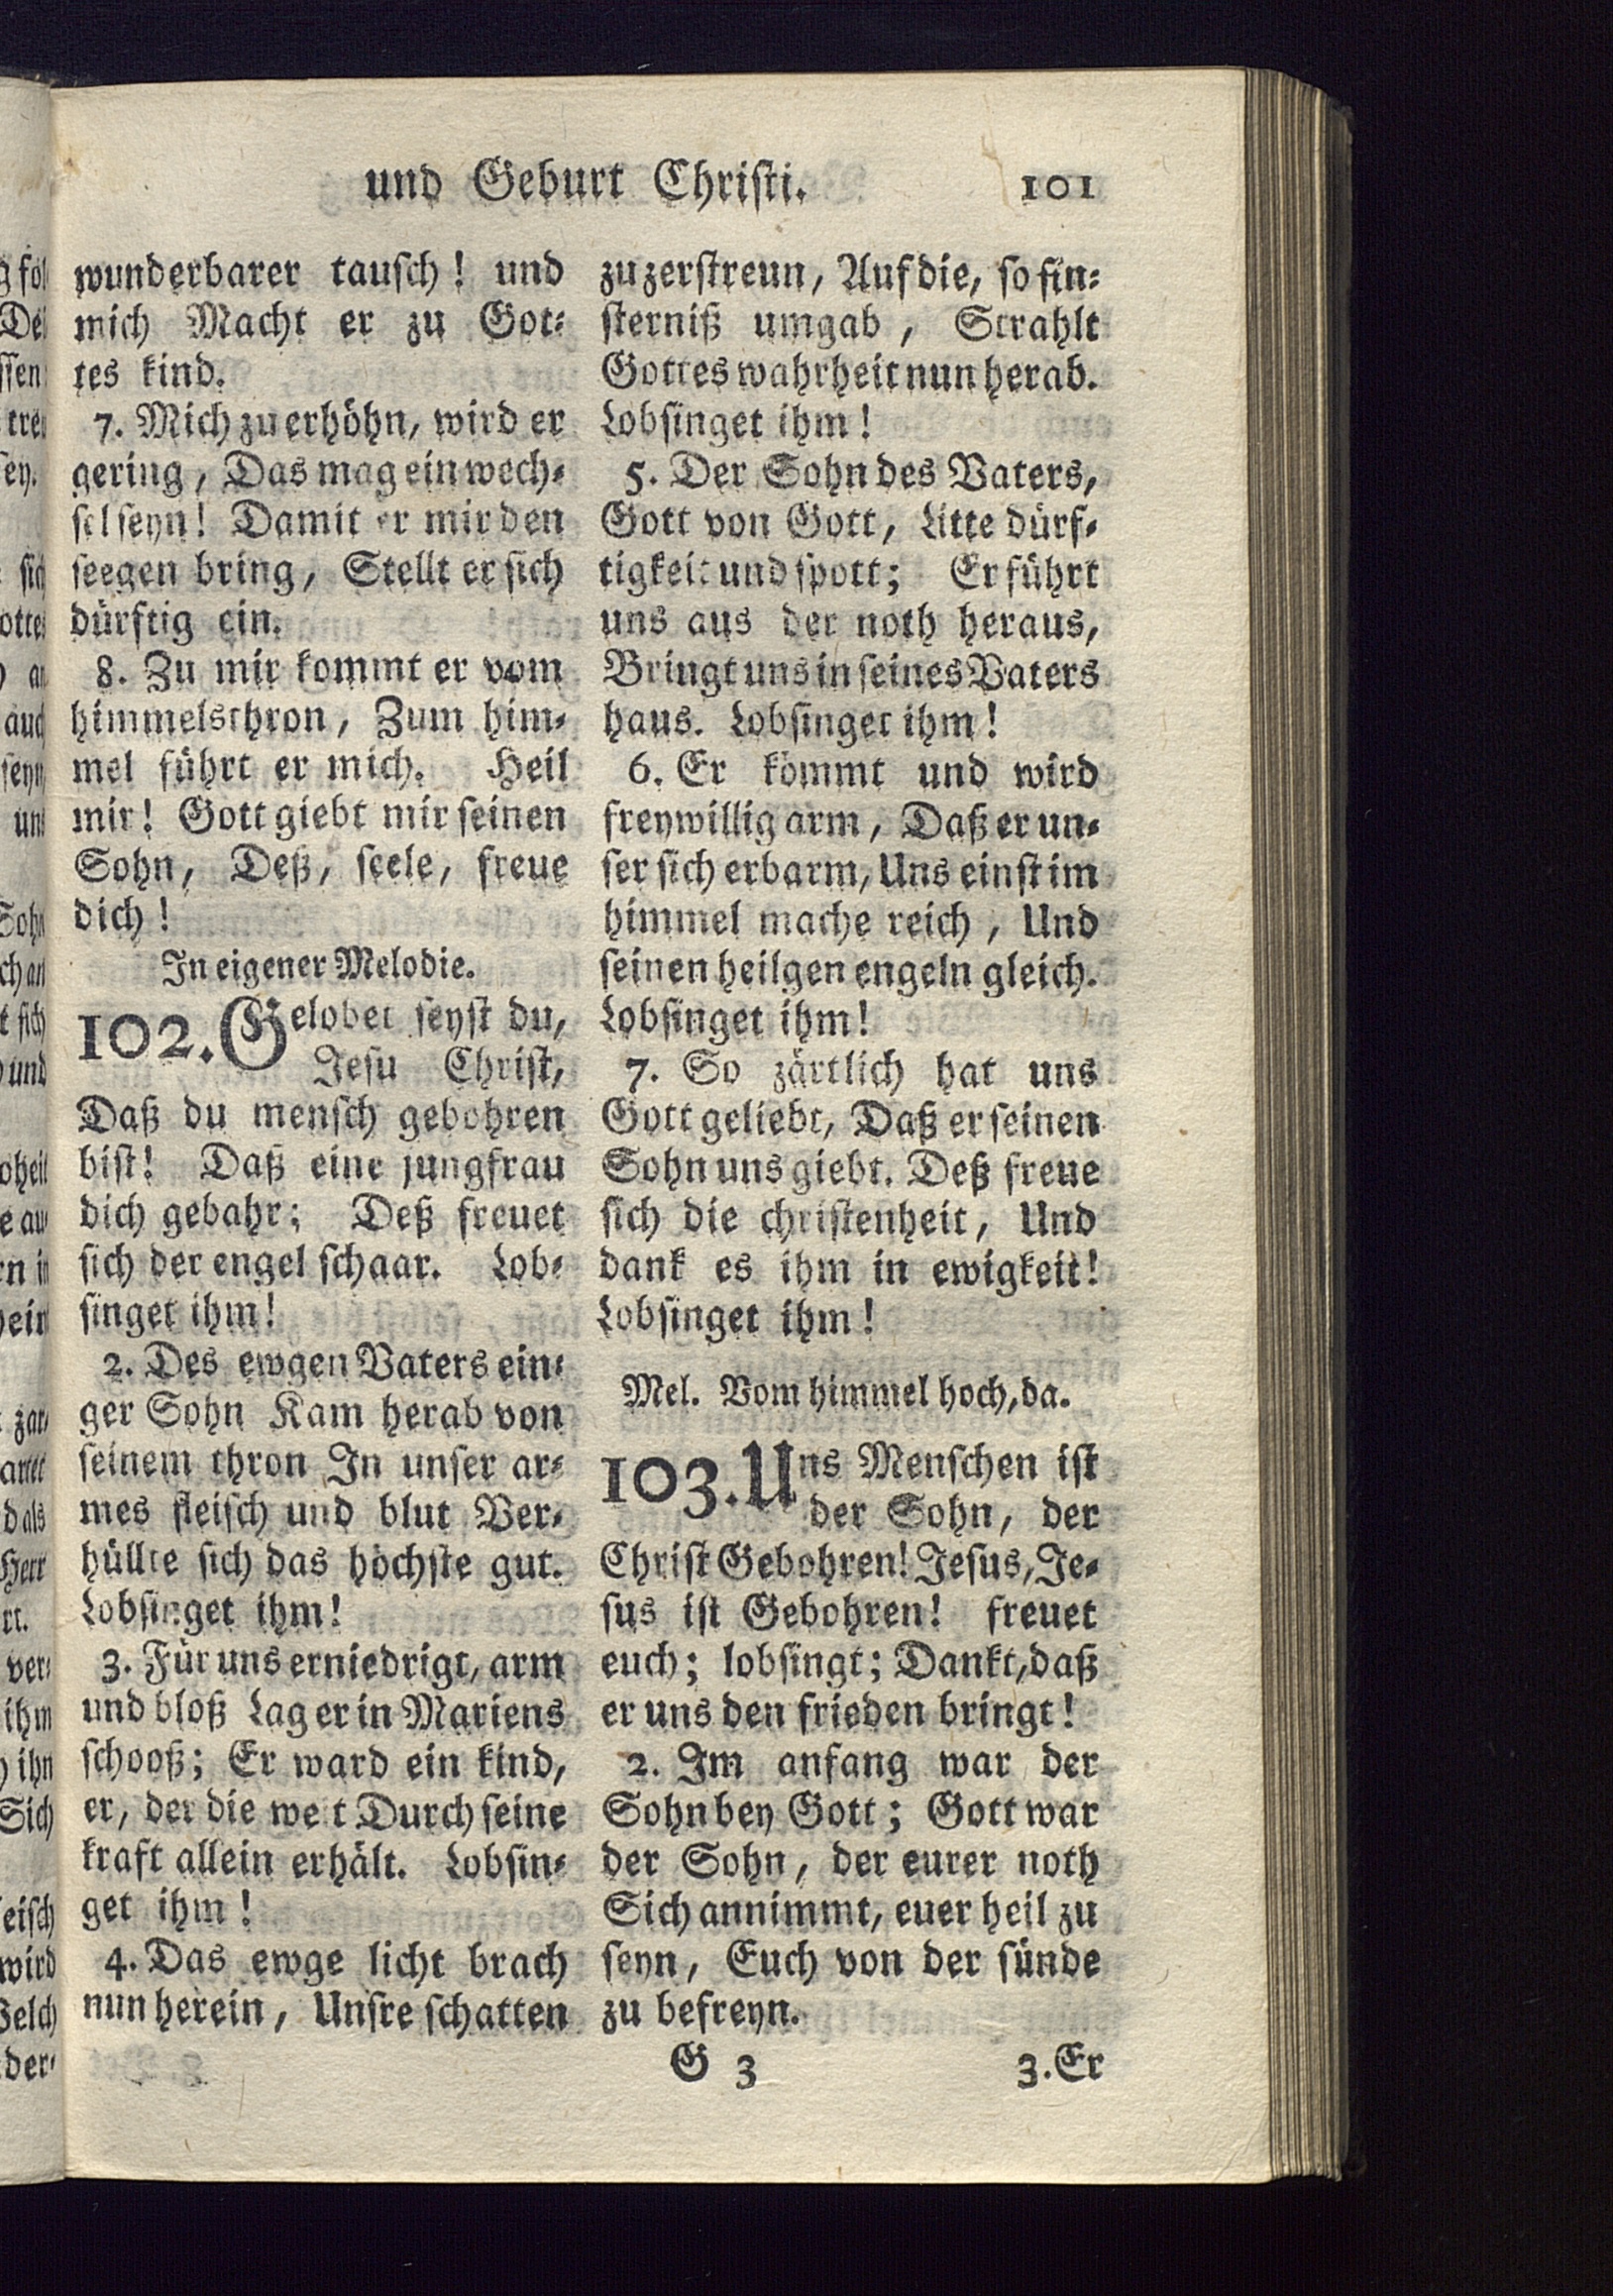 und Geburt Christi. 101
wunderbarer tausch! und
mich Macht er zu Got-
tes kind.
7. Mich zu erhöhn, wird er
gering, Das mag ein wech-
sel seyn! Damit er mir den
seegen bring, Stellt er sich
dürftig ein.
8. Zu mir kommt er vom
himmelsthron, Zum him-
mel führt er mich. Heil
mir! Gott giebt mir seinen
Sohn, Deß, seele, freue
dich!
In eigener Melodie.
102. Gelobet seyst du,
Jesu Christ,
Daß du mensch gebohren
bist! Daß eine jungfrau
dich gebahr; Deß freuet
sich der engel schaar. Lob-
singet ihm!
2. Des ewgen Vaters ein-
ger Sohn Kam herab von
seinem thron In unser ar-
mes fleisch und blut Ver-
hüllte sich das höchste gut.
Lobsinget ihm!
3. Für uns erniedrigt, arm
und bloß Lag er in Mariens
schooß; Er ward ein kind,
er, der die welt Durch seine
kraft allein erhält. Lobsin-
get ihm!
4. Das ewge licht brach
nun herein, Unsre schatten
zu zerstreun, Auf die, so fin-
sterniß umgab, Strahlt
Gottes wahrheit nun herab.
Lobsinget ihm!
5. Der Sohn des Vaters,
Gott von Gott, Litte dürf-
tigkeit und spott; Er führt
uns aus der noth heraus,
Bringt uns in seines Vaters
haus. Lobsinget ihm!
6. Er kömmt und wird
freywillig arm, Daß er un-
ser sich erbarm, Uns einst im
himmel mache reich, Und
seinen heilgen engeln gleich.
Lobsinget ihm!
7. So zärtlich hat uns
Gott geliebt, Daß er seinen
Sohn uns giebt. Deß freue
sich die christenheit, Und
dank es ihm in ewigkeit!
Lobsinget ihm!
Mel. Vom himmel hoch, da.
103. Uns Menschen ist
der Sohn, der
Christ Gebohren! Jesus, Je-
sus ist Gebohren! freuet
euch; lobsingt; Dankt, daß
er uns den frieden bringt!
2. Im anfang war der
Sohn bey Gott; Gott war
der Sohn, der eurer noth
Sich annimmt, euer heil zu
seyn, Euch von der sünde
zu befreyn.
G 3 3. Er